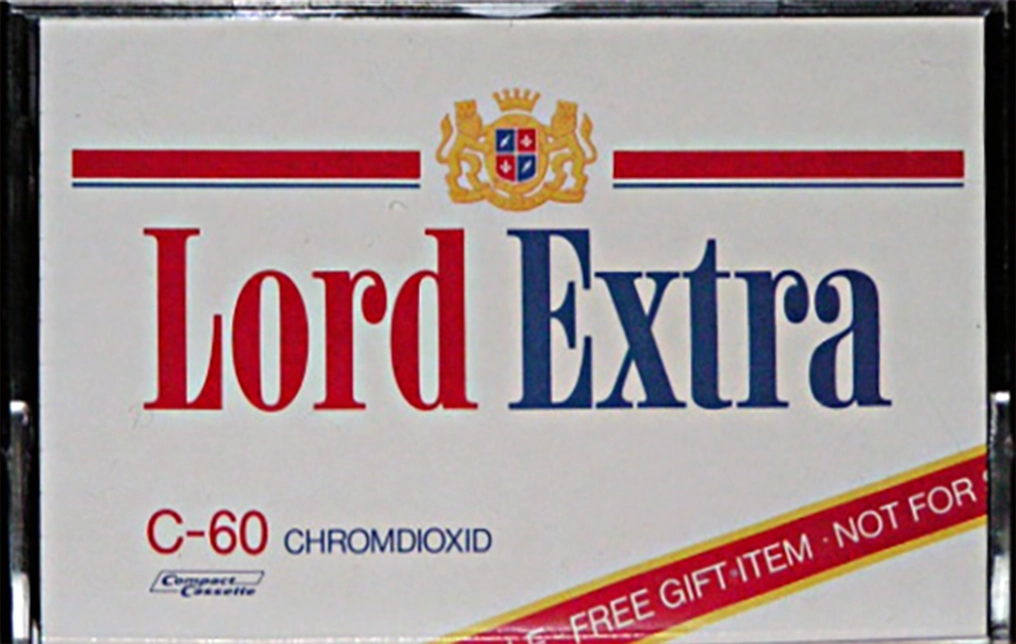 Lord Extra
C-60 CHROMDIOXID
Compact
Cassette
FREE GIFT·ITEM · NOT FOR